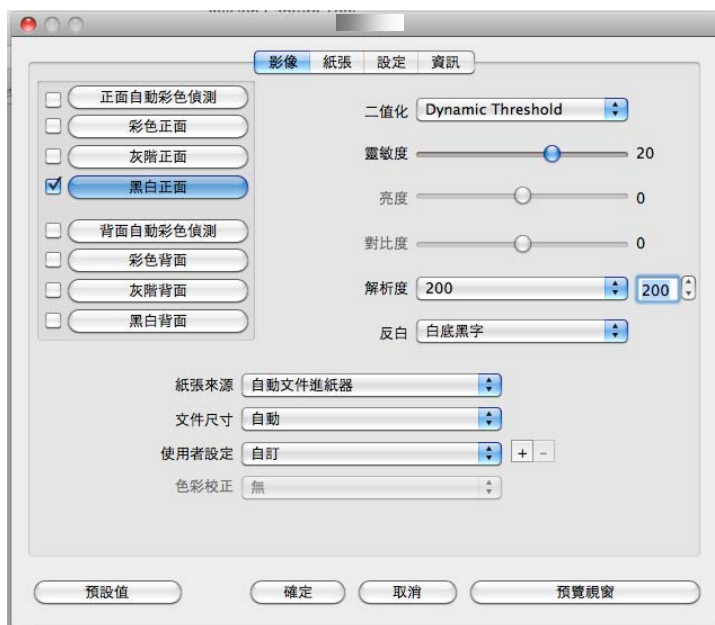 影像 紙張 設定 資訊
正面自動彩色偵測
彩色正面
灰階正面
黑白正面
背面自動彩色偵測
彩色背面
灰階背面
黑白背面
二值化 Dynamic Threshold
靈敏度 20
亮度 0
對比度 0
解析度 200 200
反白 白底黑字
紙張來源 自動文件進紙器
文件尺寸 自動
使用者設定 自訂 + -
色彩校正 無
預設值 確定 取消 預覽視窗